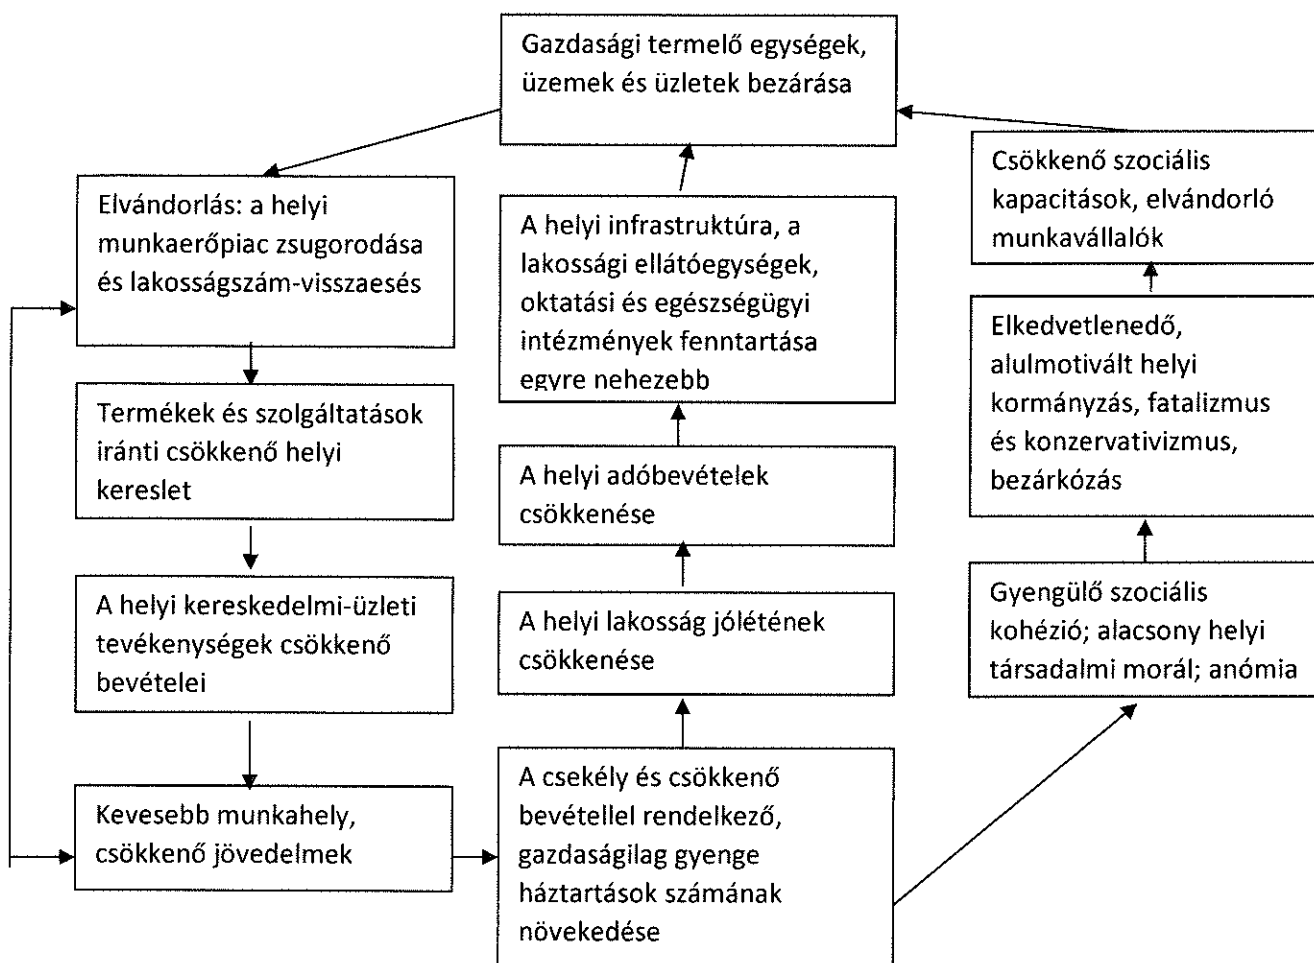 Gazdasági termelő egységek,
üzemek és üzletek bezárása
Elvándorlás: a helyi
munkaerőpiac zsugorodása
és lakosságszám-visszaesés
Termékek és szolgáltatások
iránti csökkenő helyi
kereslet
A helyi kereskedelmi-üzleti
tevékenységek csökkenő
bevételei
Kevesebb munkahely,
csökkenő jövedelmek
A helyi infrastruktúra, a
lakossági ellátóegységek,
oktatási és egészségügyi
intézmények fenntartása
egyre nehezebb
A helyi adóbevételek
csökkenése
A helyi lakosság jólétének
csökkenése
A csekély és csökkenő
bevétellel rendelkező,
gazdaságilag gyenge
háztartások számának
növekedése
Csökkenő szociális
kapacitások, elvándorló
munkavállalók
Elkedvetlenedő,
alulmotivált helyi
kormányzás, fatalizmus
és konzervativizmus,
bezárkózás
Gyengülő szociális
kohézió; alacsony helyi
társadalmi morál; anómia